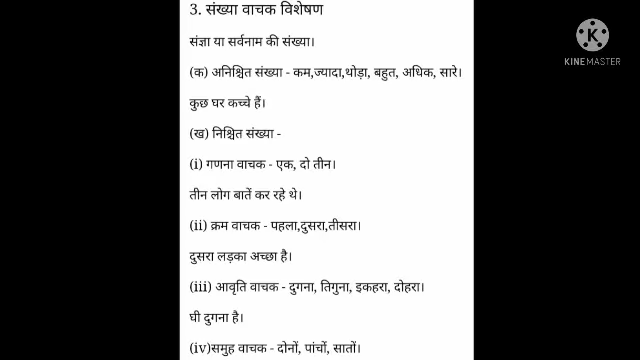 3. संख्या वाचक विशेषण
संज्ञा या सर्वनाम की संख्या।
(क) अनिश्चित संख्या - कम,ज्यादा,थोड़ा, बहुत, अधिक, सारे।
कुछ घर कच्चे हैं।
(ख) निश्चित संख्या -
(i) गणना वाचक - एक, दो तीन।
तीन लोग बातें कर रहे थे।
(ii) क्रम वाचक - पहला,दुसरा,तीसरा।
दुसरा लड़का अच्छा है।
(iii) आवृति वाचक - दुगना, तिगुना, इकहरा, दोहरा।
घी दुगना है।
(iv)समुह वाचक - दोनों, पांचों, सातों।
K
KINEMASTER